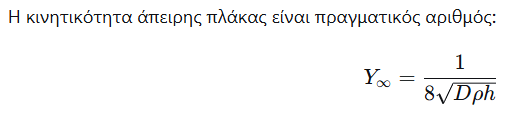 Η κινητικότητα άπειρης πλάκας είναι πραγματικός αριθμός:
Y∞ = 1 / 8√Dρh